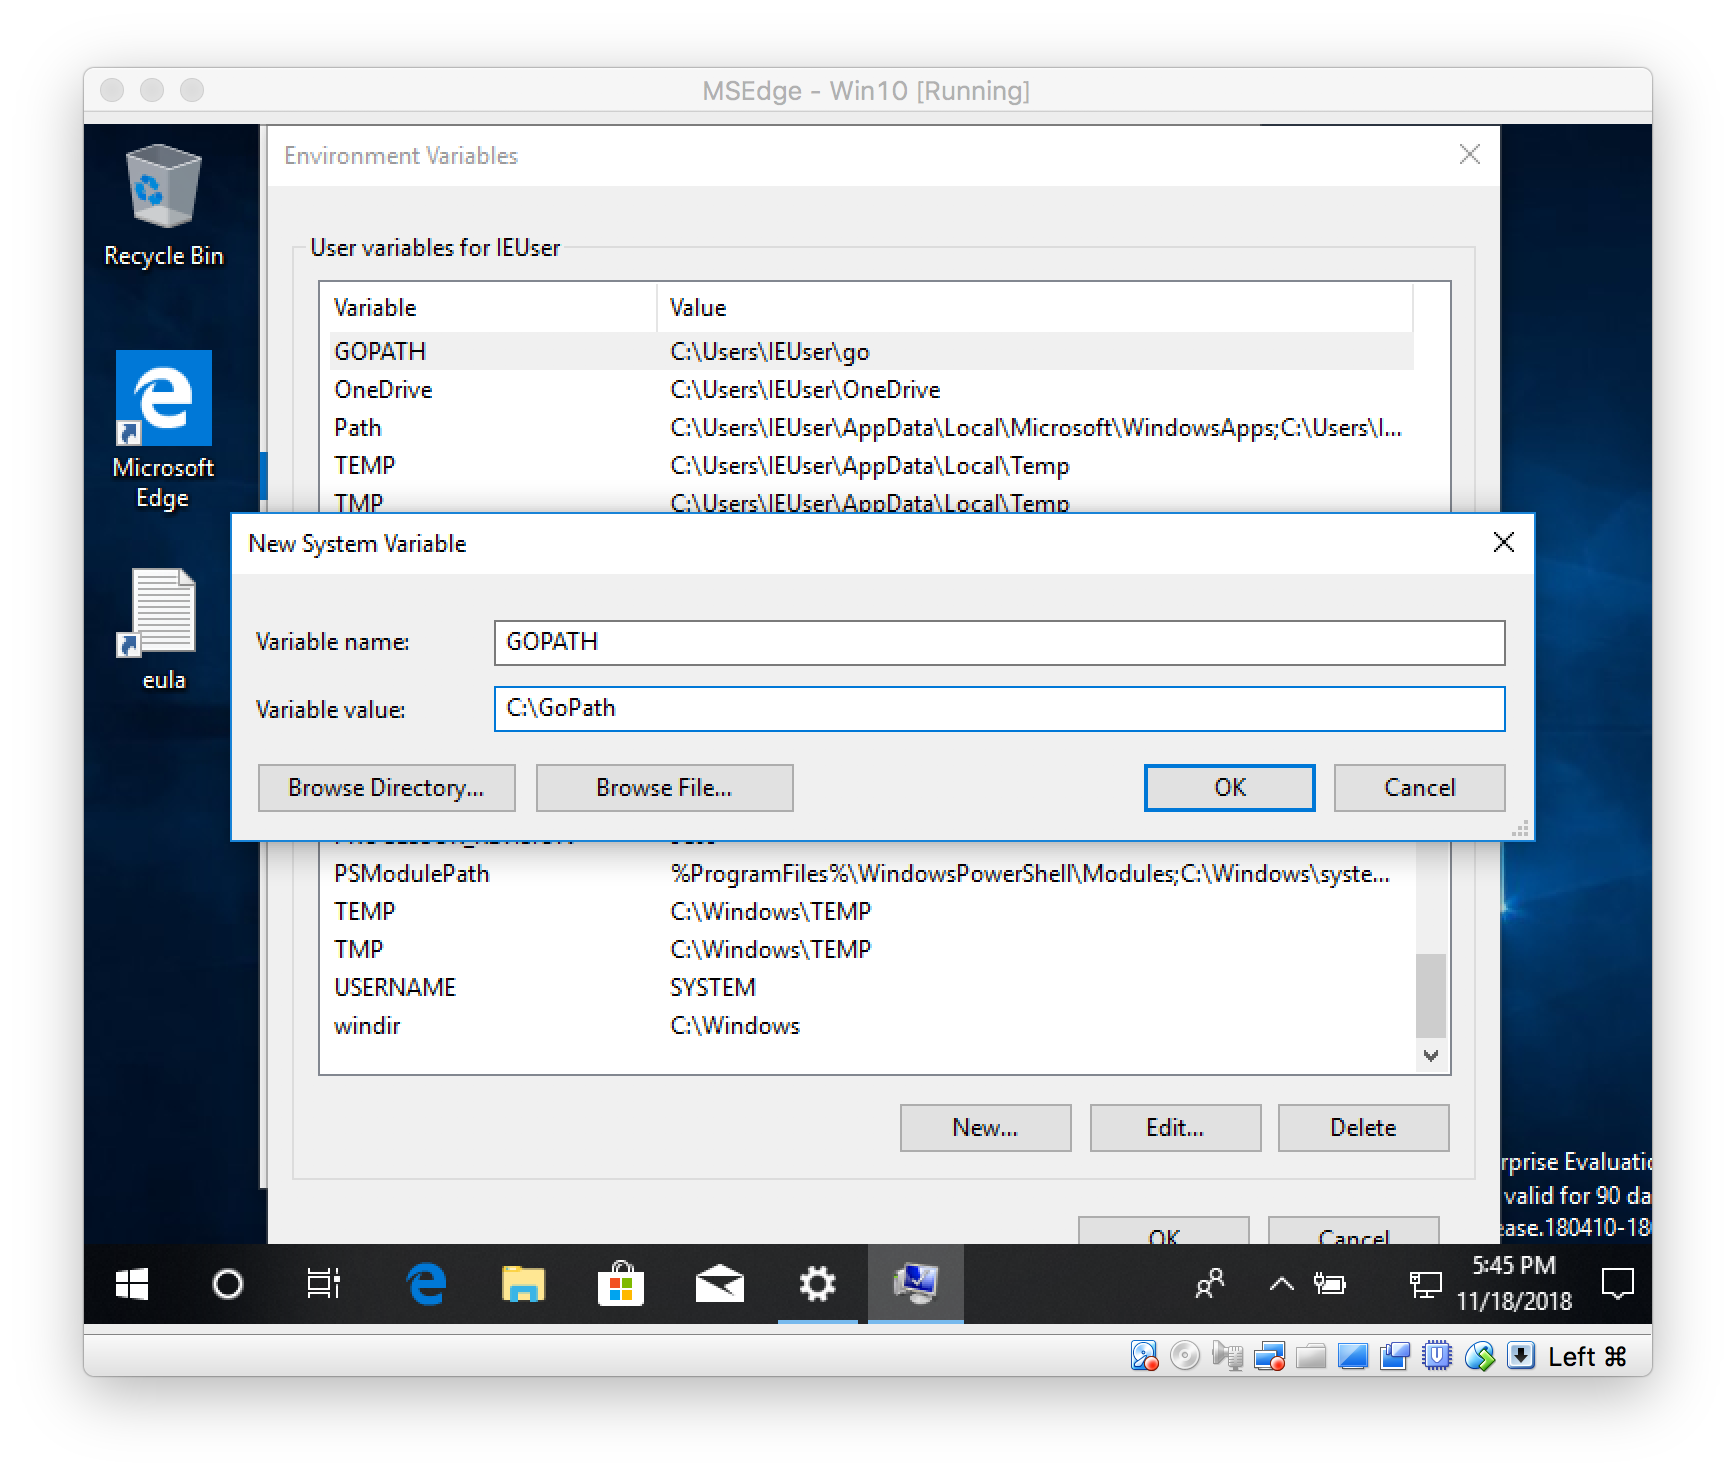 MSEdge - Win10 [Running]
Recycle Bin
Microsoft
Edge
eula
Environment Variables
User variables for IEUser
Variable Value
GOPATH C:\Users\IEUser\go
OneDrive C:\Users\IEUser\OneDrive
Path C:\Users\IEUser\AppData\Local\Microsoft\WindowsApps;C:\Users\I...
TEMP C:\Users\IEUser\AppData\Local\Temp
TMP C:\Users\IEUser\AppData\Local\Temp
New System Variable
Variable name: GOPATH
Variable value: C:\GoPath
Browse Directory... Browse File... OK Cancel
PSModulePath %ProgramFiles%\WindowsPowerShell\Modules;C:\Windows\syste...
TEMP C:\Windows\TEMP
TMP C:\Windows\TEMP
USERNAME SYSTEM
windir C:\Windows
New... Edit... Delete
OK Cancel
rprise Evaluatio
valid for 90 da
ease.180410-18
5:45 PM
11/18/2018
Left ⌘